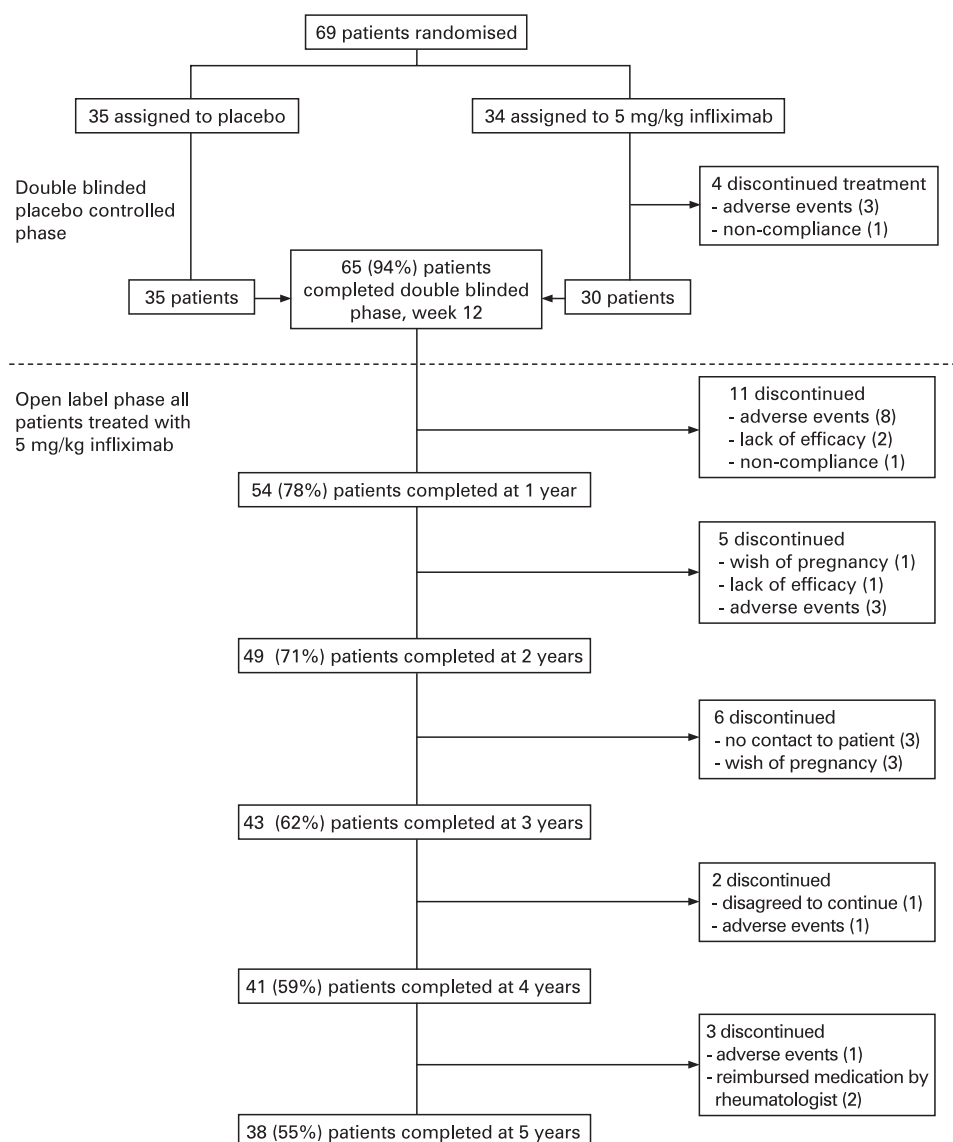 69 patients randomised
35 assigned to placebo
34 assigned to 5 mg/kg infliximab
Double blinded
placebo controlled
phase
4 discontinued treatment
- adverse events (3)
- non-compliance (1)
35 patients
65 (94%) patients
completed double blinded
phase, week 12
30 patients
Open label phase all
patients treated with
5 mg/kg infliximab
11 discontinued
- adverse events (8)
- lack of efficacy (2)
- non-compliance (1)
54 (78%) patients completed at 1 year
5 discontinued
- wish of pregnancy (1)
- lack of efficacy (1)
- adverse events (3)
49 (71%) patients completed at 2 years
6 discontinued
- no contact to patient (3)
- wish of pregnancy (3)
43 (62%) patients completed at 3 years
2 discontinued
- disagreed to continue (1)
- adverse events (1)
41 (59%) patients completed at 4 years
3 discontinued
- adverse events (1)
- reimbursed medication by
rheumatologist (2)
38 (55%) patients completed at 5 years